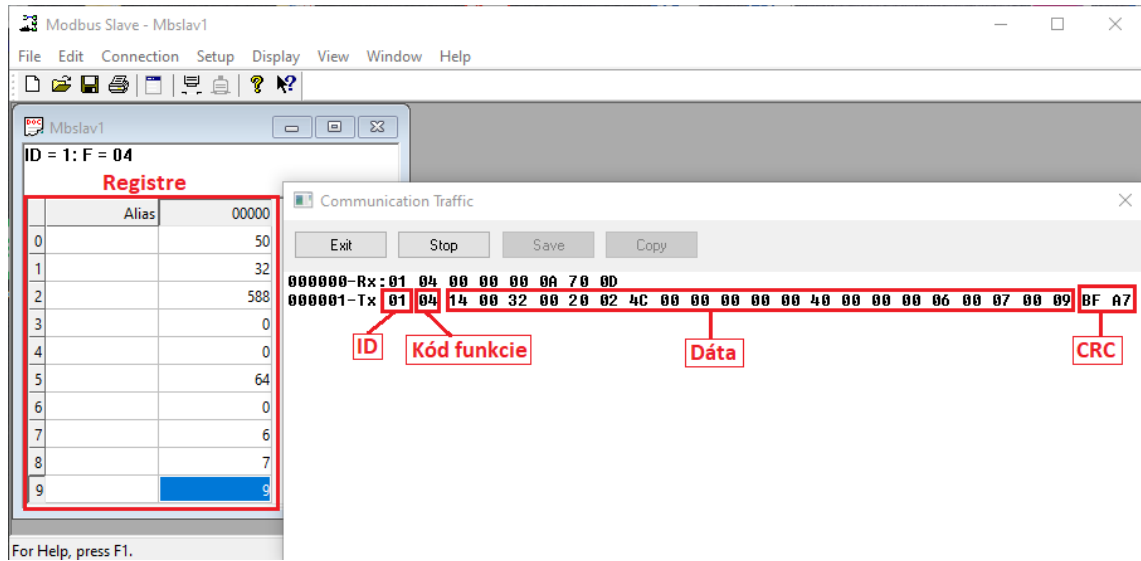 Modbus Slave - Mbslav1
File Edit Connection Setup Display View Window Help
Mbslav1
ID = 1: F = 04
Registre
Alias 00000
0 50
1 32
2 588
3 0
4 0
5 64
6 0
7 6
8 7
9 9
For Help, press F1.
Communication Traffic
Exit Stop Save Copy
000000-Rx:01 04 00 00 00 0A 70 0D
000001-Tx 01 04 14 00 32 00 20 02 4C 00 00 00 00 00 40 00 00 00 06 00 07 00 09 BF A7
ID Kód funkcie Dáta CRC